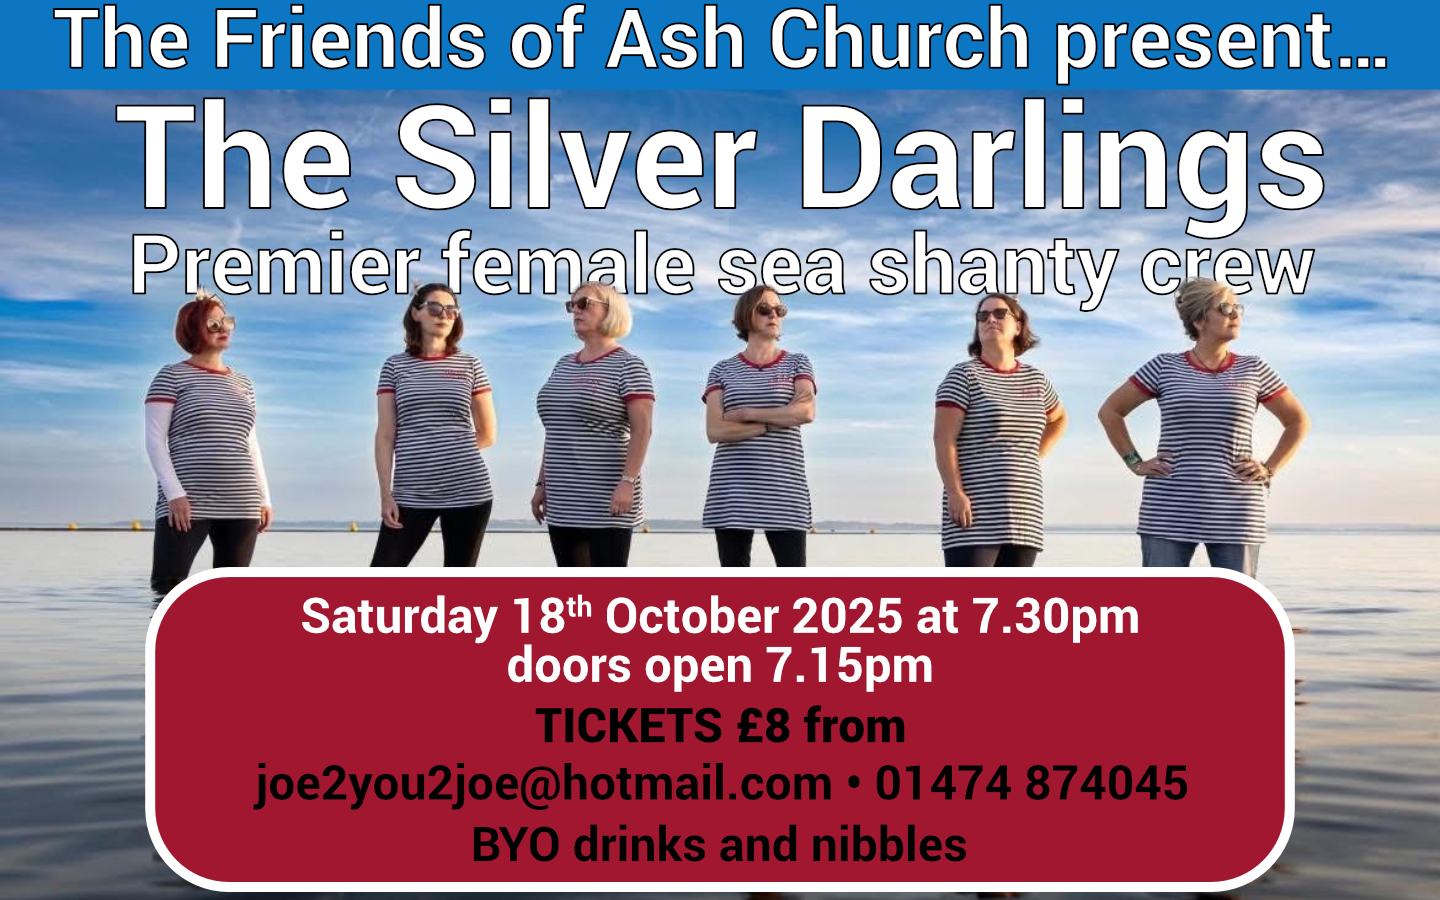 The Friends of Ash Church present...
The Silver Darlings
Premier female sea shanty crew
Saturday 18th October 2025 at 7.30pm
doors open 7.15pm
TICKETS £8 from
joe2you2joe@hotmail.com • 01474 874045
BYO drinks and nibbles